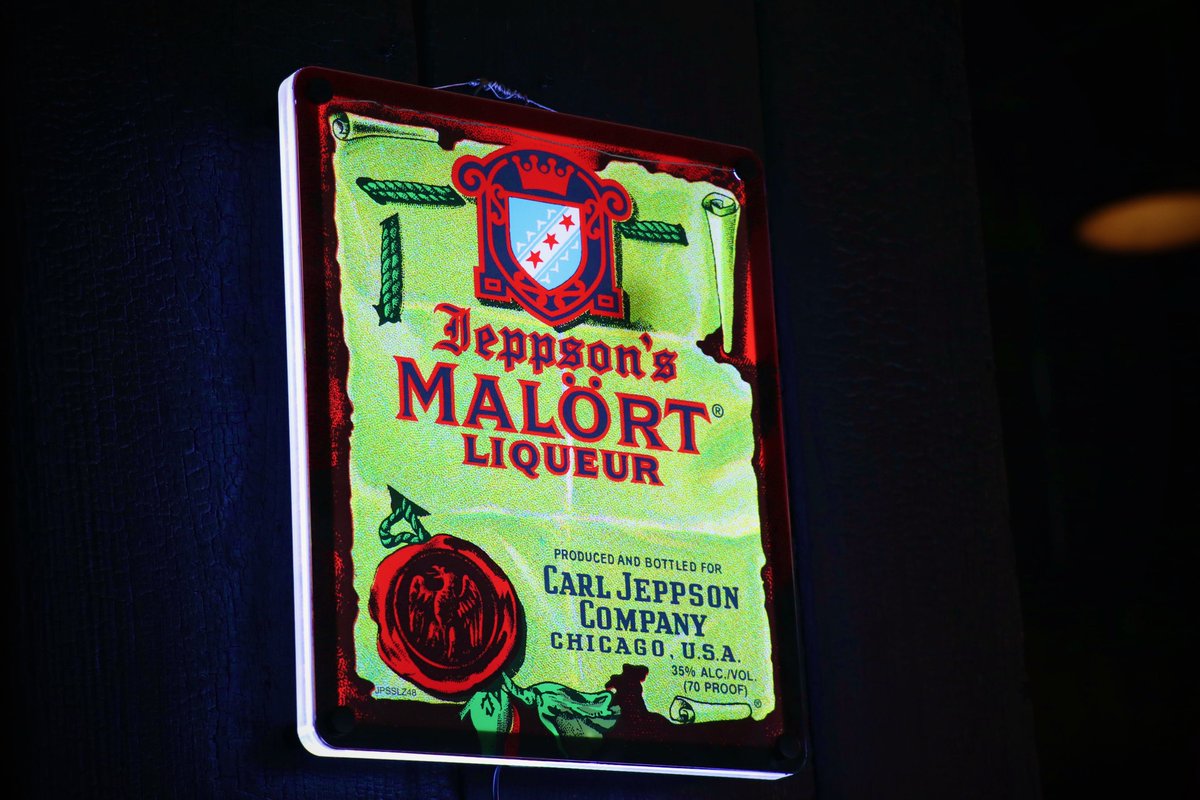 Jeppson's
MALÖRT®
LIQUEUR
PRODUCED AND BOTTLED FOR
CARL JEPPSON
COMPANY
CHICAGO, U.S.A.
35% ALC./VOL.
(70 PROOF)
JPSSLZ48
®